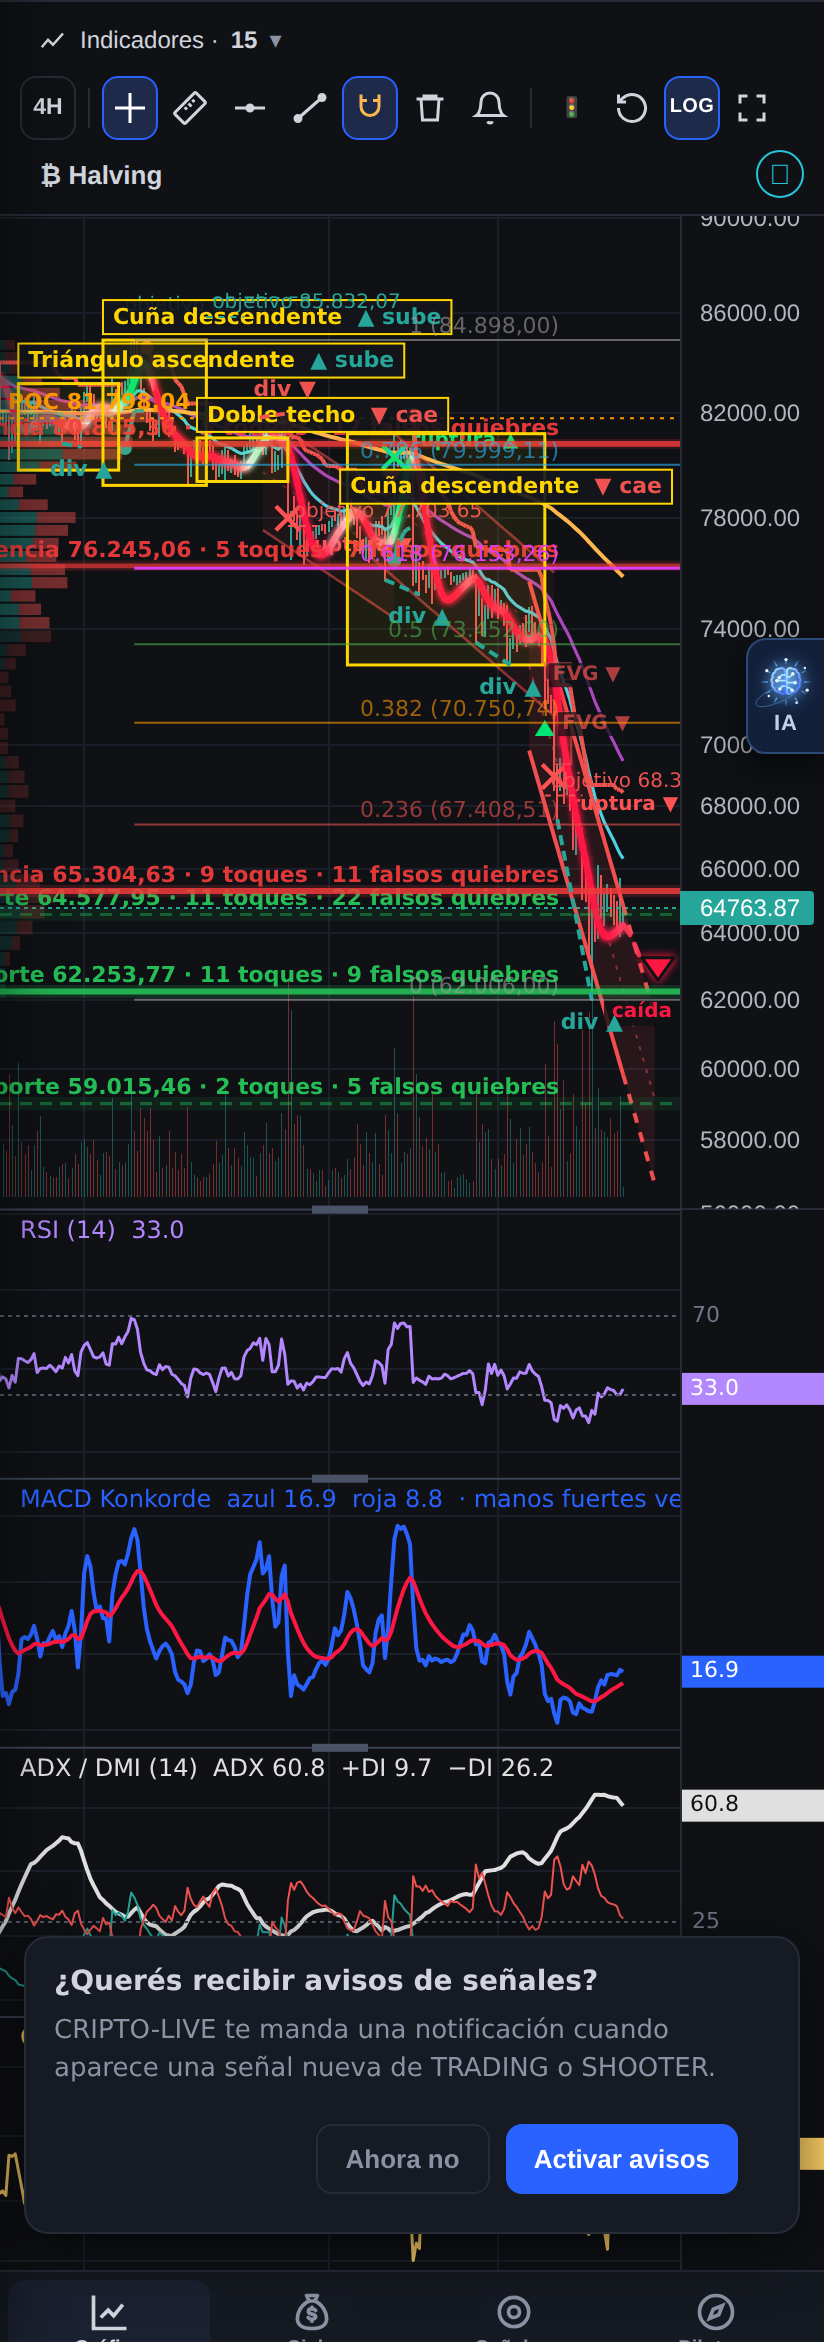 Indicadores · 15 ▾
4H
LOG
₿ Halving
90000.00
86000.00
82000.00
78000.00
74000.00
68000.00
66000.00
64763.87
64000.00
62000.00
60000.00
58000.00
objetivo 85.832,07
Cuña descendente ▲ sube
(84.898,00)
Triángulo ascendente ▲ sube
div ▼
POC 81.798,04
Doble techo ▼ cae
quiebres
ruptura ▲
(79.999,11)
div ▲
Cuña descendente ▼ cae
encia 76.245,06 · 5 toques
quiebres
div ▲
0.5 (73.452,00)
div ▲
FVG ▼
0.382 (70.750,74)
FVG ▼
IA
objetivo 68.3
ruptura ▼
0.236 (67.408,51)
ncia 65.304,63 · 9 toques · 11 falsos quiebres
rte 64.577,95 · 11 toques · 22 falsos quiebres
orte 62.253,77 · 11 toques · 9 falsos quiebres
0 (62.006,00)
caída
div ▲
porte 59.015,46 · 2 toques · 5 falsos quiebres
RSI (14) 33.0
70
33.0
MACD Konkorde azul 16.9 roja 8.8 · manos fuertes ve
16.9
ADX / DMI (14) ADX 60.8 +DI 9.7 −DI 26.2
60.8
25
¿Querés recibir avisos de señales?
CRIPTO-LIVE te manda una notificación cuando
aparece una señal nueva de TRADING o SHOOTER.
Ahora no
Activar avisos